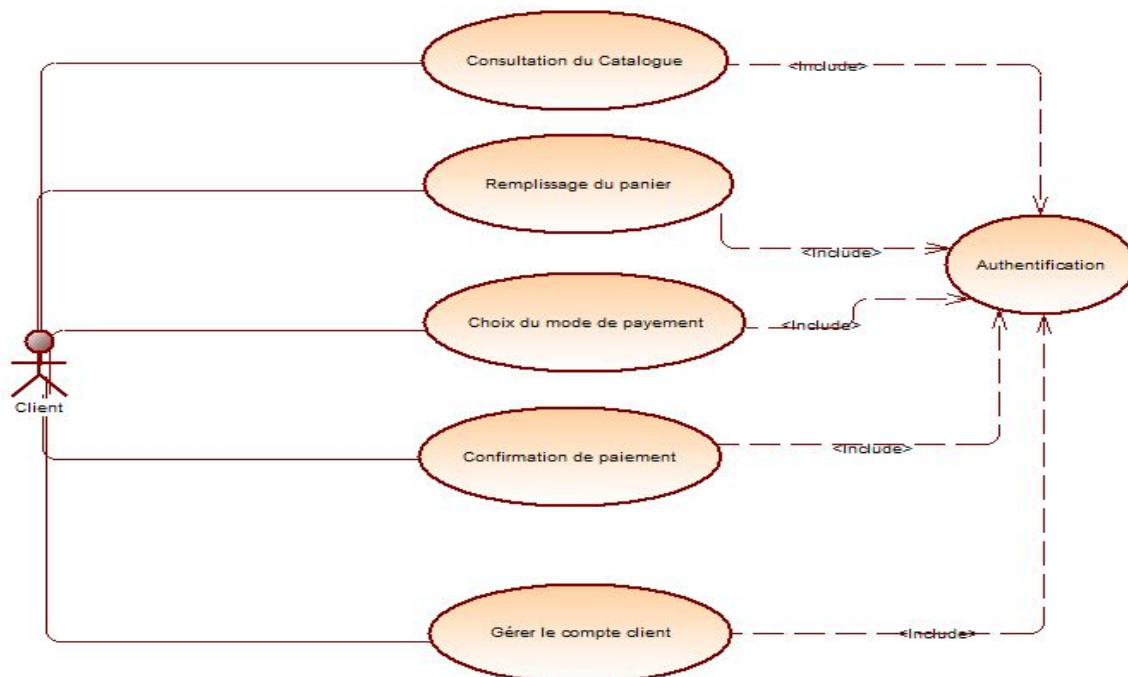 Consultation du Catalogue
<Include>
Remplissage du panier
<Include>
Authentification
Choix du mode de payement
<Include>
Client
Confirmation de paiement
<Include>
Gérer le compte client
<Include>